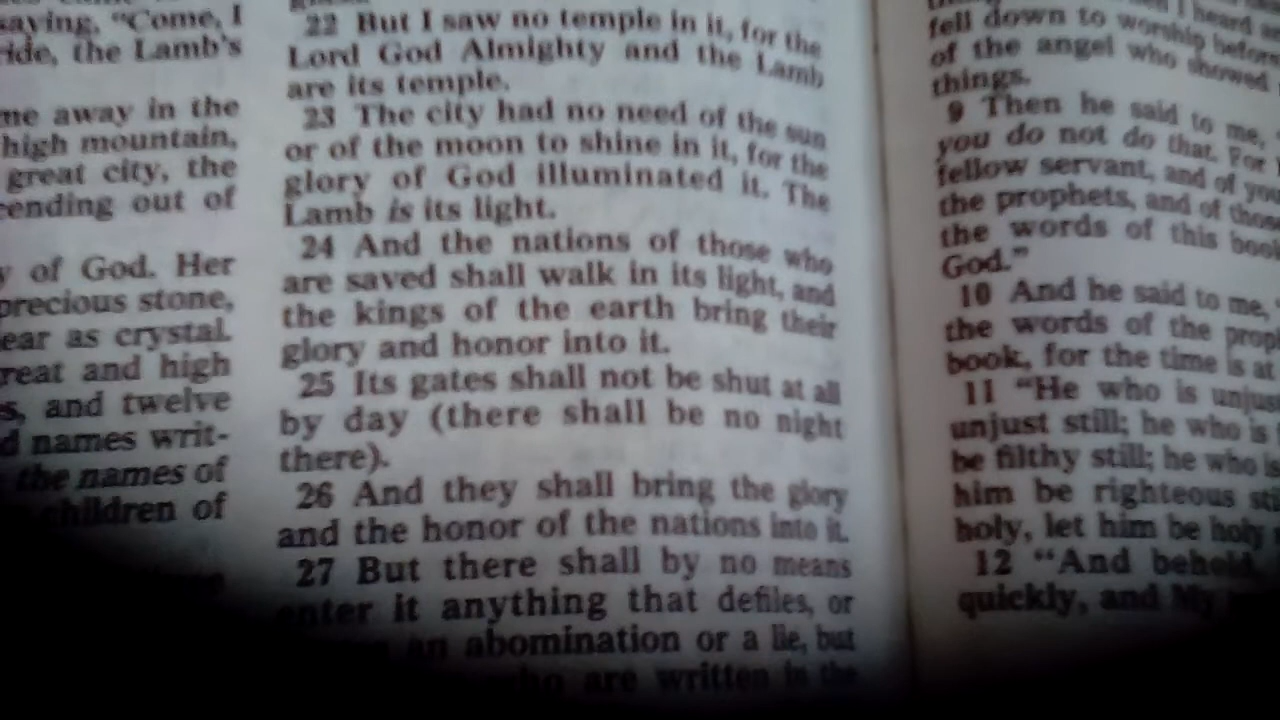 saying, "Come, I
the Lamb's
me away in the
high mountain,
great city, the
out of
of God. Her
precious stone,
as crystal.
and high
and twelve
names writ-
the names of
children of
22 But I saw no temple in it, for the
Lord God Almighty and the Lamb
are its temple.
23 The city had no need of the sun
or of the moon to shine in it, for the
glory of God illuminated it. The
Lamb is its light.
24 And the nations of those who
are saved shall walk in its light, and
the kings of the earth bring their
glory and honor into it.
25 Its gates shall not be shut at all
by day (there shall be no night
there).
26 And they shall bring the glory
and the honor of the nations into it.
27 But there shall by no means
enter it anything that defiles, or
an abomination or a lie, but
who are written in the
I heard
fell down to worship
of the angel who showed
things.
9 Then he said to me,
you do not do that. For
fellow servant, and of
the prophets, and of
the words of this
God."
10 And he said to me,
the words of the
book, for the time is at
11 "He who is
unjust still; he who is
be filthy still; he who is
him be righteous
holy, let him be holy
12 "And
quickly, and My